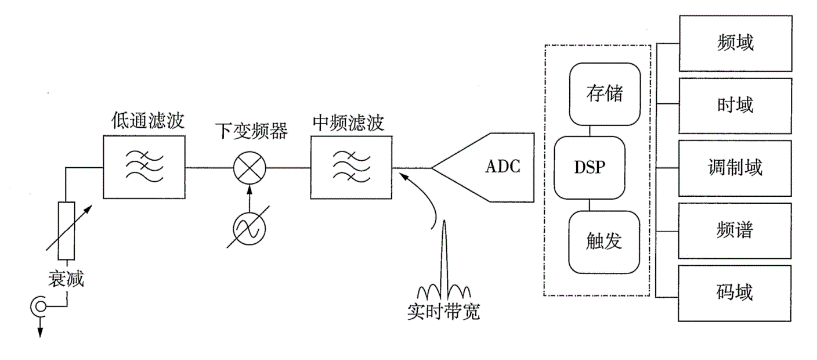 低通滤波
下变频器
中频滤波
ADC
存储
DSP
触发
频域
时域
调制域
频谱
码域
衰减
实时带宽